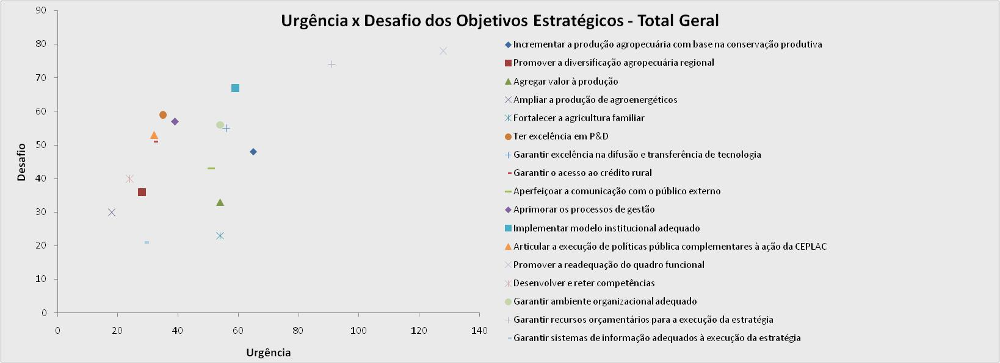 Urgência x Desafio dos Objetivos Estratégicos - Total Geral
90
80
70
60
50
40
30
20
10
0
Desafio
0 20 40 60 80 100 120 140
Urgência
Incrementar a produção agropecuária com base na conservação produtiva
Promover a diversificação agropecuária regional
Agregar valor à produção
Ampliar a produção de agroenergéticos
Fortalecer a agricultura familiar
Ter excelência em P&D
Garantir excelência na difusão e transferência de tecnologia
Garantir o acesso ao crédito rural
Aperfeiçoar a comunicação com o público externo
Aprimorar os processos de gestão
Implementar modelo institucional adequado
Articular a execução de políticas pública complementares à ação da CEPLAC
Promover a readequação do quadro funcional
Desenvolver e reter competências
Garantir ambiente organizacional adequado
Garantir recursos orçamentários para a execução da estratégia
Garantir sistemas de informação adequados à execução da estratégia